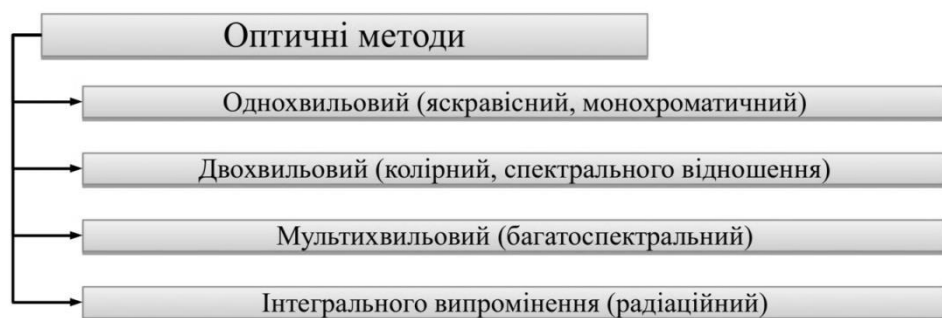 Оптичні методи
Однохвильовий (яскравісний, монохроматичний)
Двохвильовий (колірний, спектрального відношення)
Мультихвильовий (багатоспектральний)
Інтегрального випромінення (радіаційний)